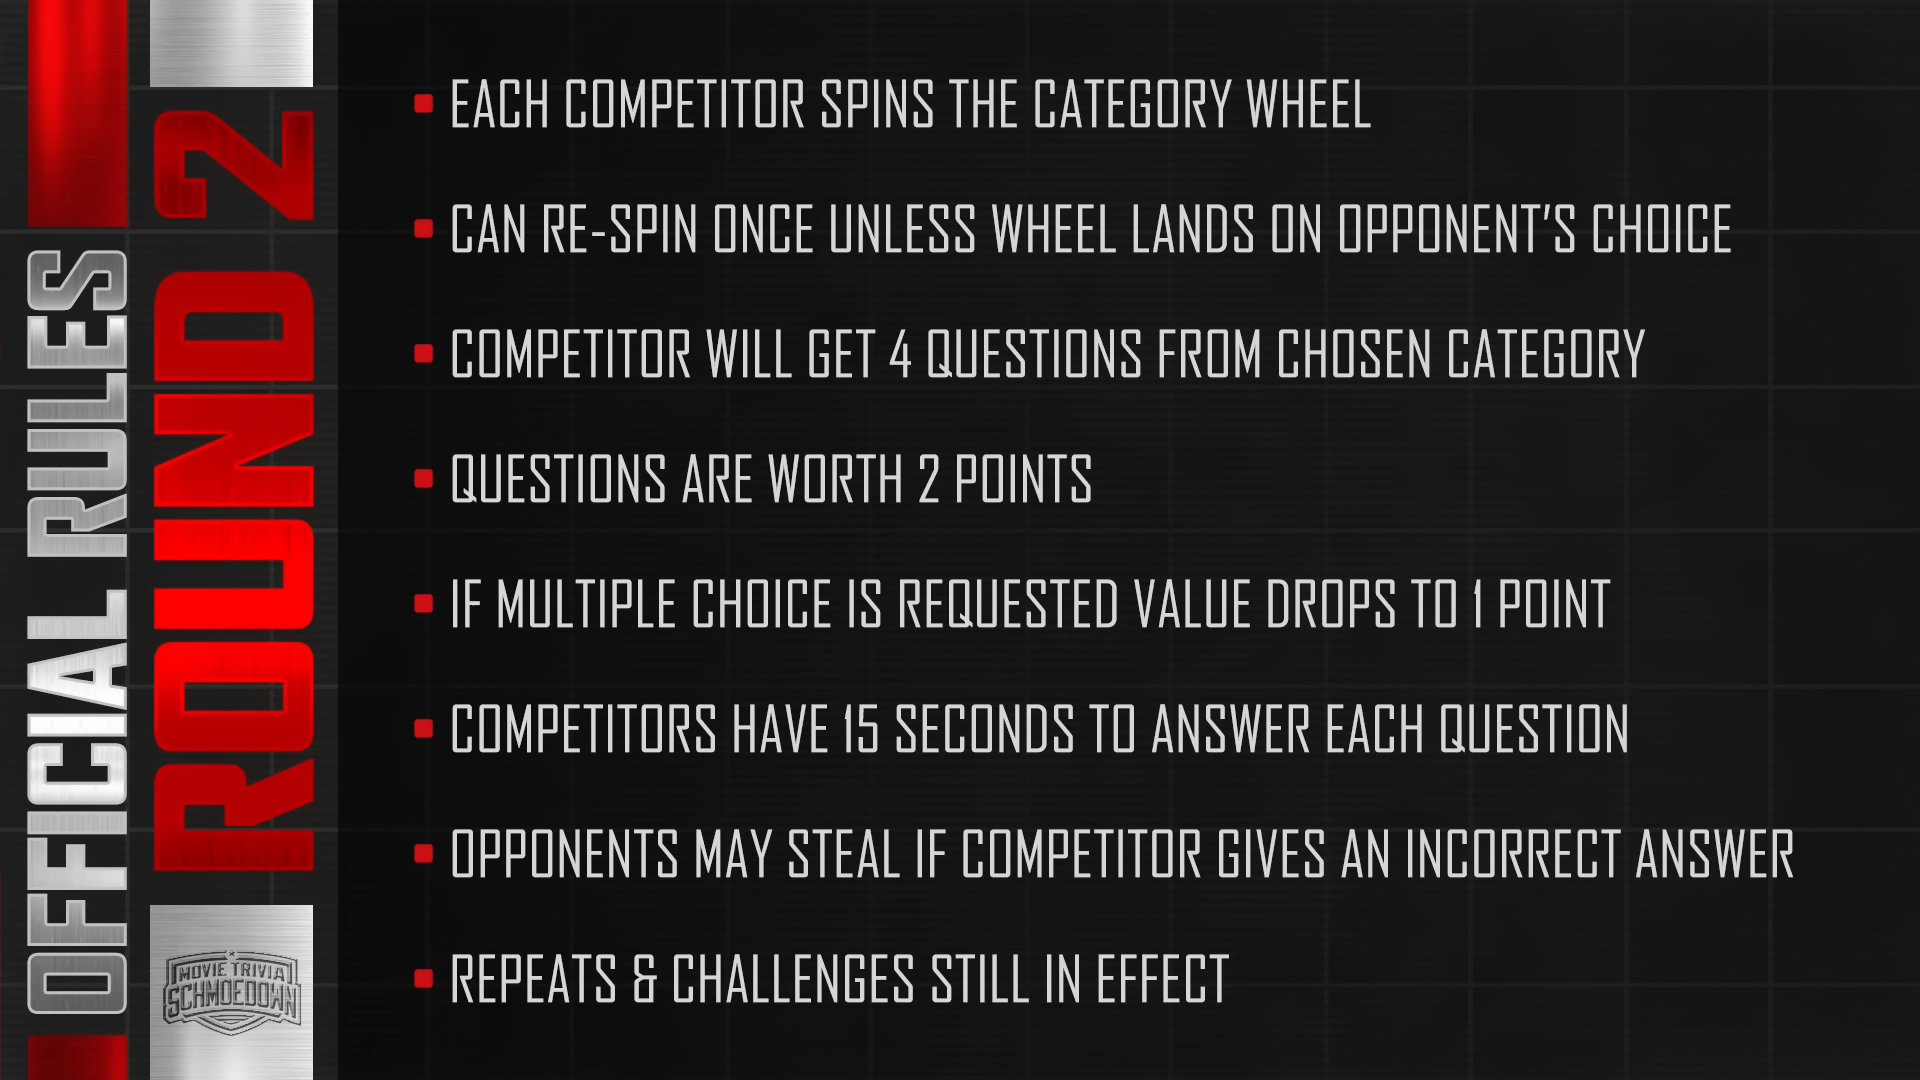 OFFICIAL RULES
ROUND 2
MOVIE TRIVIA
SCHMOEDOWN
EACH COMPETITOR SPINS THE CATEGORY WHEEL
CAN RE-SPIN ONCE UNLESS WHEEL LANDS ON OPPONENT'S CHOICE
COMPETITOR WILL GET 4 QUESTIONS FROM CHOSEN CATEGORY
QUESTIONS ARE WORTH 2 POINTS
IF MULTIPLE CHOICE IS REQUESTED VALUE DROPS TO 1 POINT
COMPETITORS HAVE 15 SECONDS TO ANSWER EACH QUESTION
OPPONENTS MAY STEAL IF COMPETITOR GIVES AN INCORRECT ANSWER
REPEATS & CHALLENGES STILL IN EFFECT